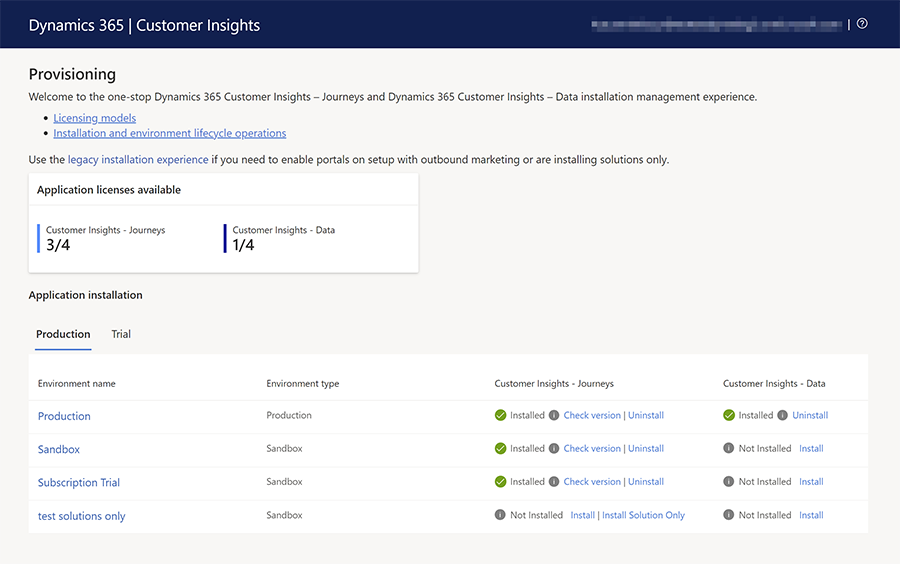 Dynamics 365 | Customer Insights
|
Provisioning
Welcome to the one-stop Dynamics 365 Customer Insights – Journeys and Dynamics 365 Customer Insights – Data installation management experience.
• Licensing models
• Installation and environment lifecycle operations
Use the legacy installation experience if you need to enable portals on setup with outbound marketing or are installing solutions only.
Application licenses available
Customer Insights - Journeys Customer Insights - Data
3/4 1/4
Application installation
Production Trial
Environment name Environment type Customer Insights - Journeys Customer Insights - Data
Production Production Installed Check version | Uninstall Installed Uninstall
Sandbox Sandbox Installed Check version | Uninstall Not Installed Install
Subscription Trial Sandbox Installed Check version | Uninstall Not Installed Install
test solutions only Sandbox Not Installed Install | Install Solution Only Not Installed Install